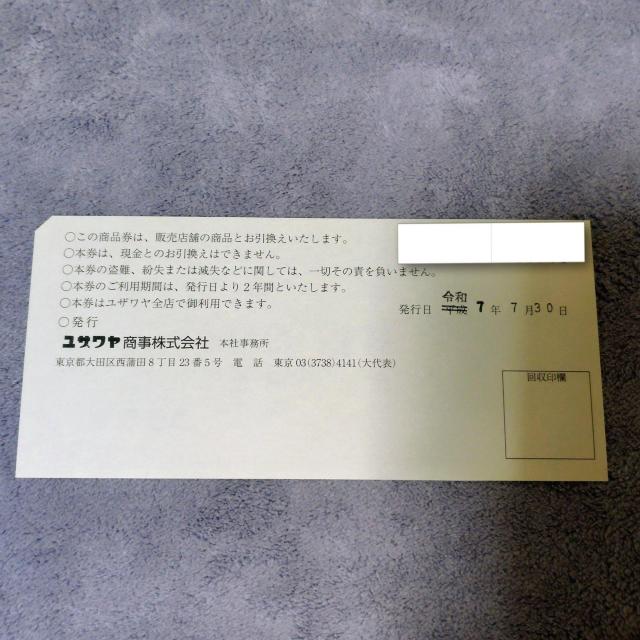 ○この商品券は、販売店舗の商品とお引換えいたします。
○本券は、現金とのお引換えはできません。
○本券の盗難、紛失または滅失などに関しては、一切その責を負いません。
○本券のご利用期間は、発行日より2年間といたします。
○本券はユザワヤ全店で御利用できます。
令和
発行日 平成 7年 7月30日
○発行
ユザワヤ商事株式会社 本社事務所
東京都大田区西蒲田8丁目23番5号 電 話 東京03(3738)4141(大代表)
回収印欄